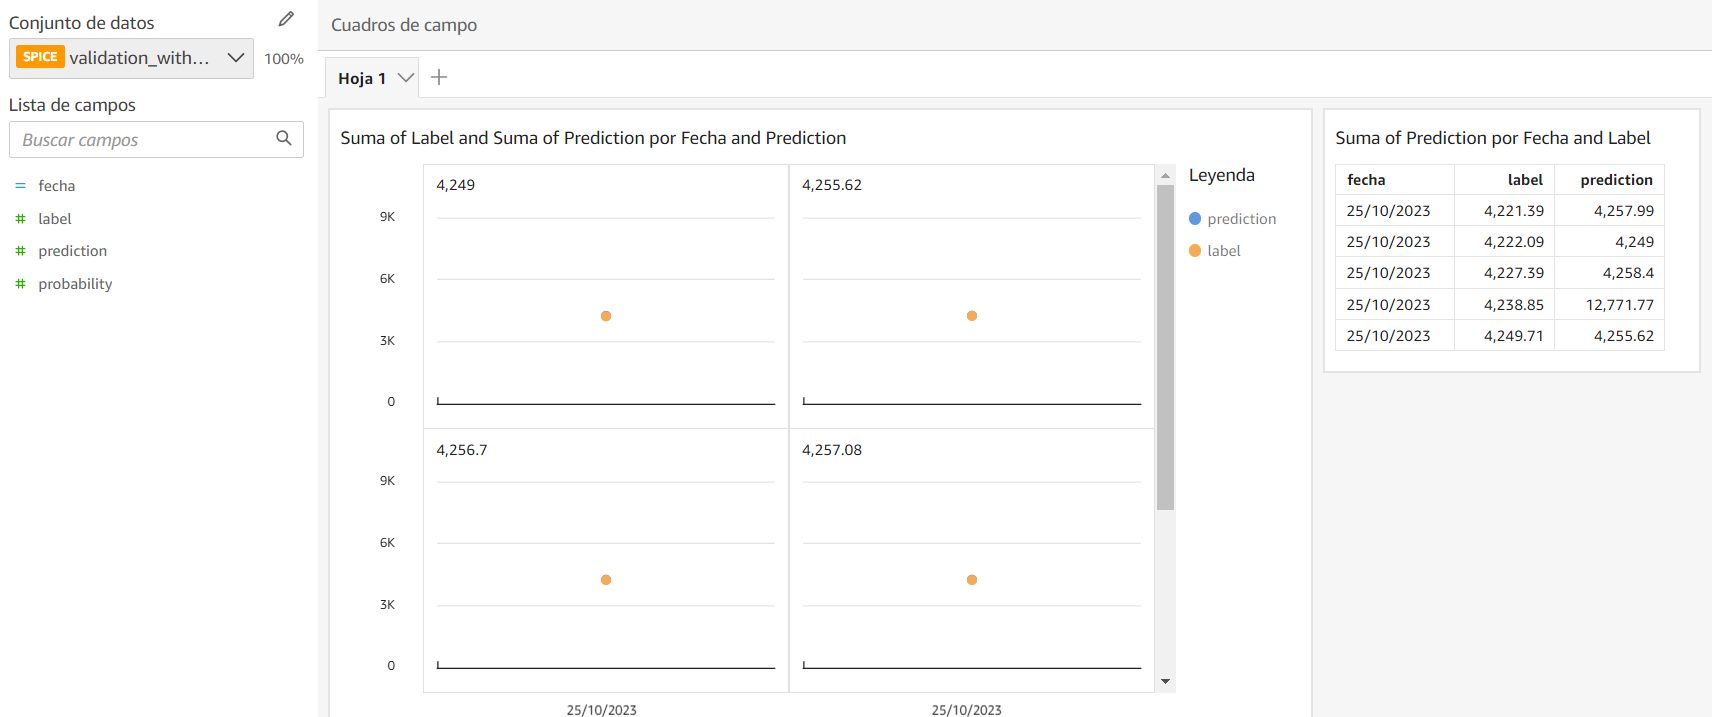 Conjunto de datos
SPICE validation_with... 100%
Lista de campos
Buscar campos
fecha
label
prediction
probability
Cuadros de campo
Hoja 1
Suma of Label and Suma of Prediction por Fecha and Prediction
4,249 4,255.62
9K
6K
3K
0
4,256.7 4,257.08
9K
6K
3K
0
25/10/2023 25/10/2023
Leyenda
prediction
label
Suma of Prediction por Fecha and Label
fecha label prediction
25/10/2023 4,221.39 4,257.99
25/10/2023 4,222.09 4,249
25/10/2023 4,227.39 4,258.4
25/10/2023 4,238.85 12,771.77
25/10/2023 4,249.71 4,255.62